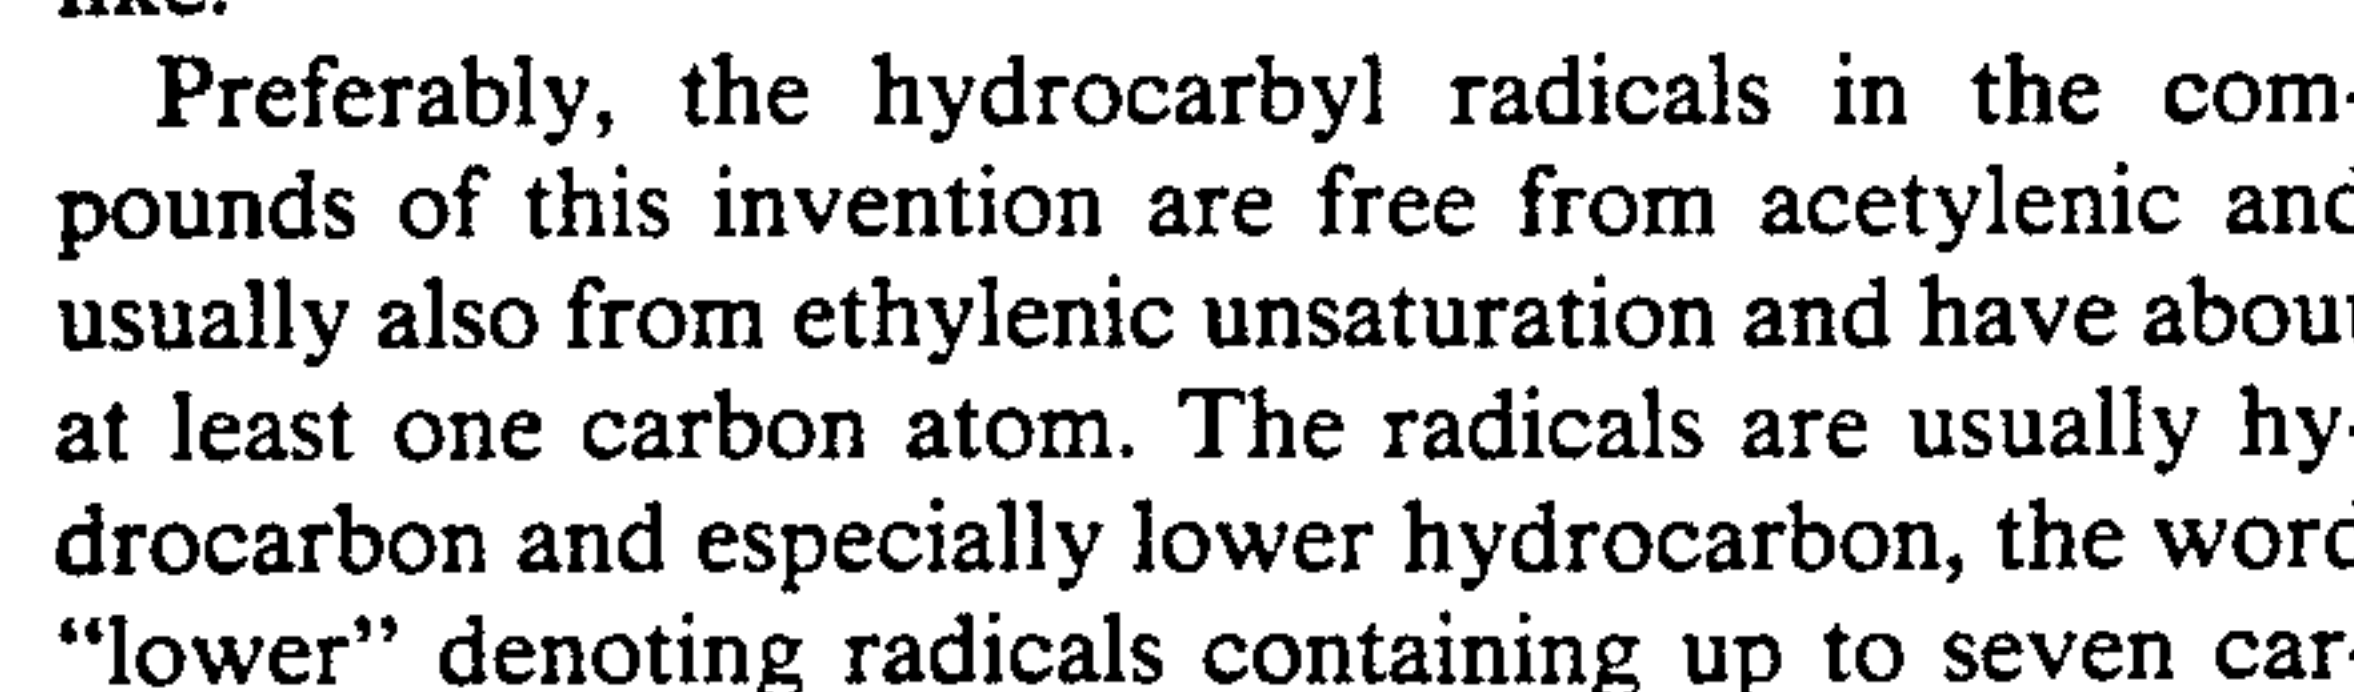 like.
Preferably, the hydrocarbyl radicals in the com-
pounds of this invention are free from acetylenic and
usually also from ethylenic unsaturation and have about
at least one carbon atom. The radicals are usually hy-
drocarbon and especially lower hydrocarbon, the word
“lower” denoting radicals containing up to seven car-